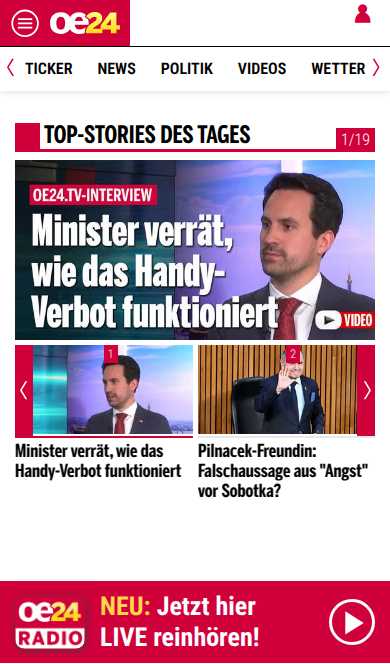 oe24
TICKER NEWS POLITIK VIDEOS WETTER
TOP-STORIES DES TAGES
1/19
OE24.TV-INTERVIEW
Minister verrät,
wie das Handy-
Verbot funktioniert
VIDEO
1
2
Minister verrät, wie das
Handy-Verbot funktioniert
Pilnacek-Freundin:
Falschaussage aus "Angst"
vor Sobotka?
oe24
RADIO
NEU: Jetzt hier
LIVE reinhören!